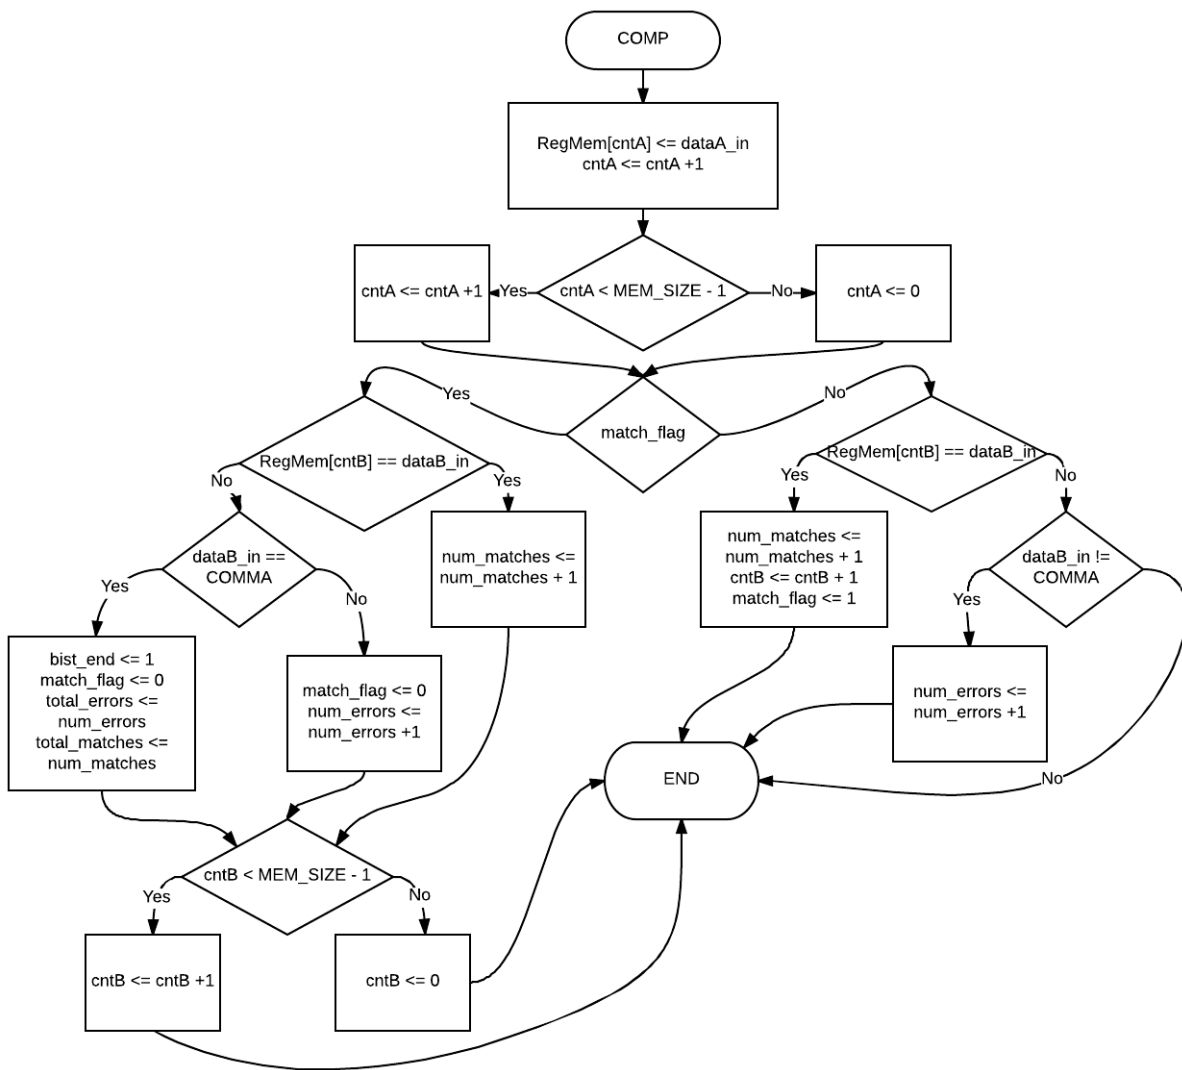 COMP
RegMem[cntA] <= dataA_in
cntA <= cntA +1
cntA <= cntA +1
Yes
cntA < MEM_SIZE - 1
No
cntA <= 0
Yes
match_flag
No
RegMem[cntB] == dataB_in
No
Yes
RegMem[cntB] == dataB_in
Yes
No
dataB_in ==
COMMA
Yes
No
num_matches <=
num_matches + 1
num_matches <=
num_matches + 1
cntB <= cntB + 1
match_flag <= 1
dataB_in !=
COMMA
Yes
No
bist_end <= 1
match_flag <= 0
total_errors <=
num_errors
total_matches <=
num_matches
match_flag <= 0
num_errors <=
num_errors +1
num_errors <=
num_errors +1
END
cntB < MEM_SIZE - 1
Yes
No
cntB <= cntB +1
cntB <= 0